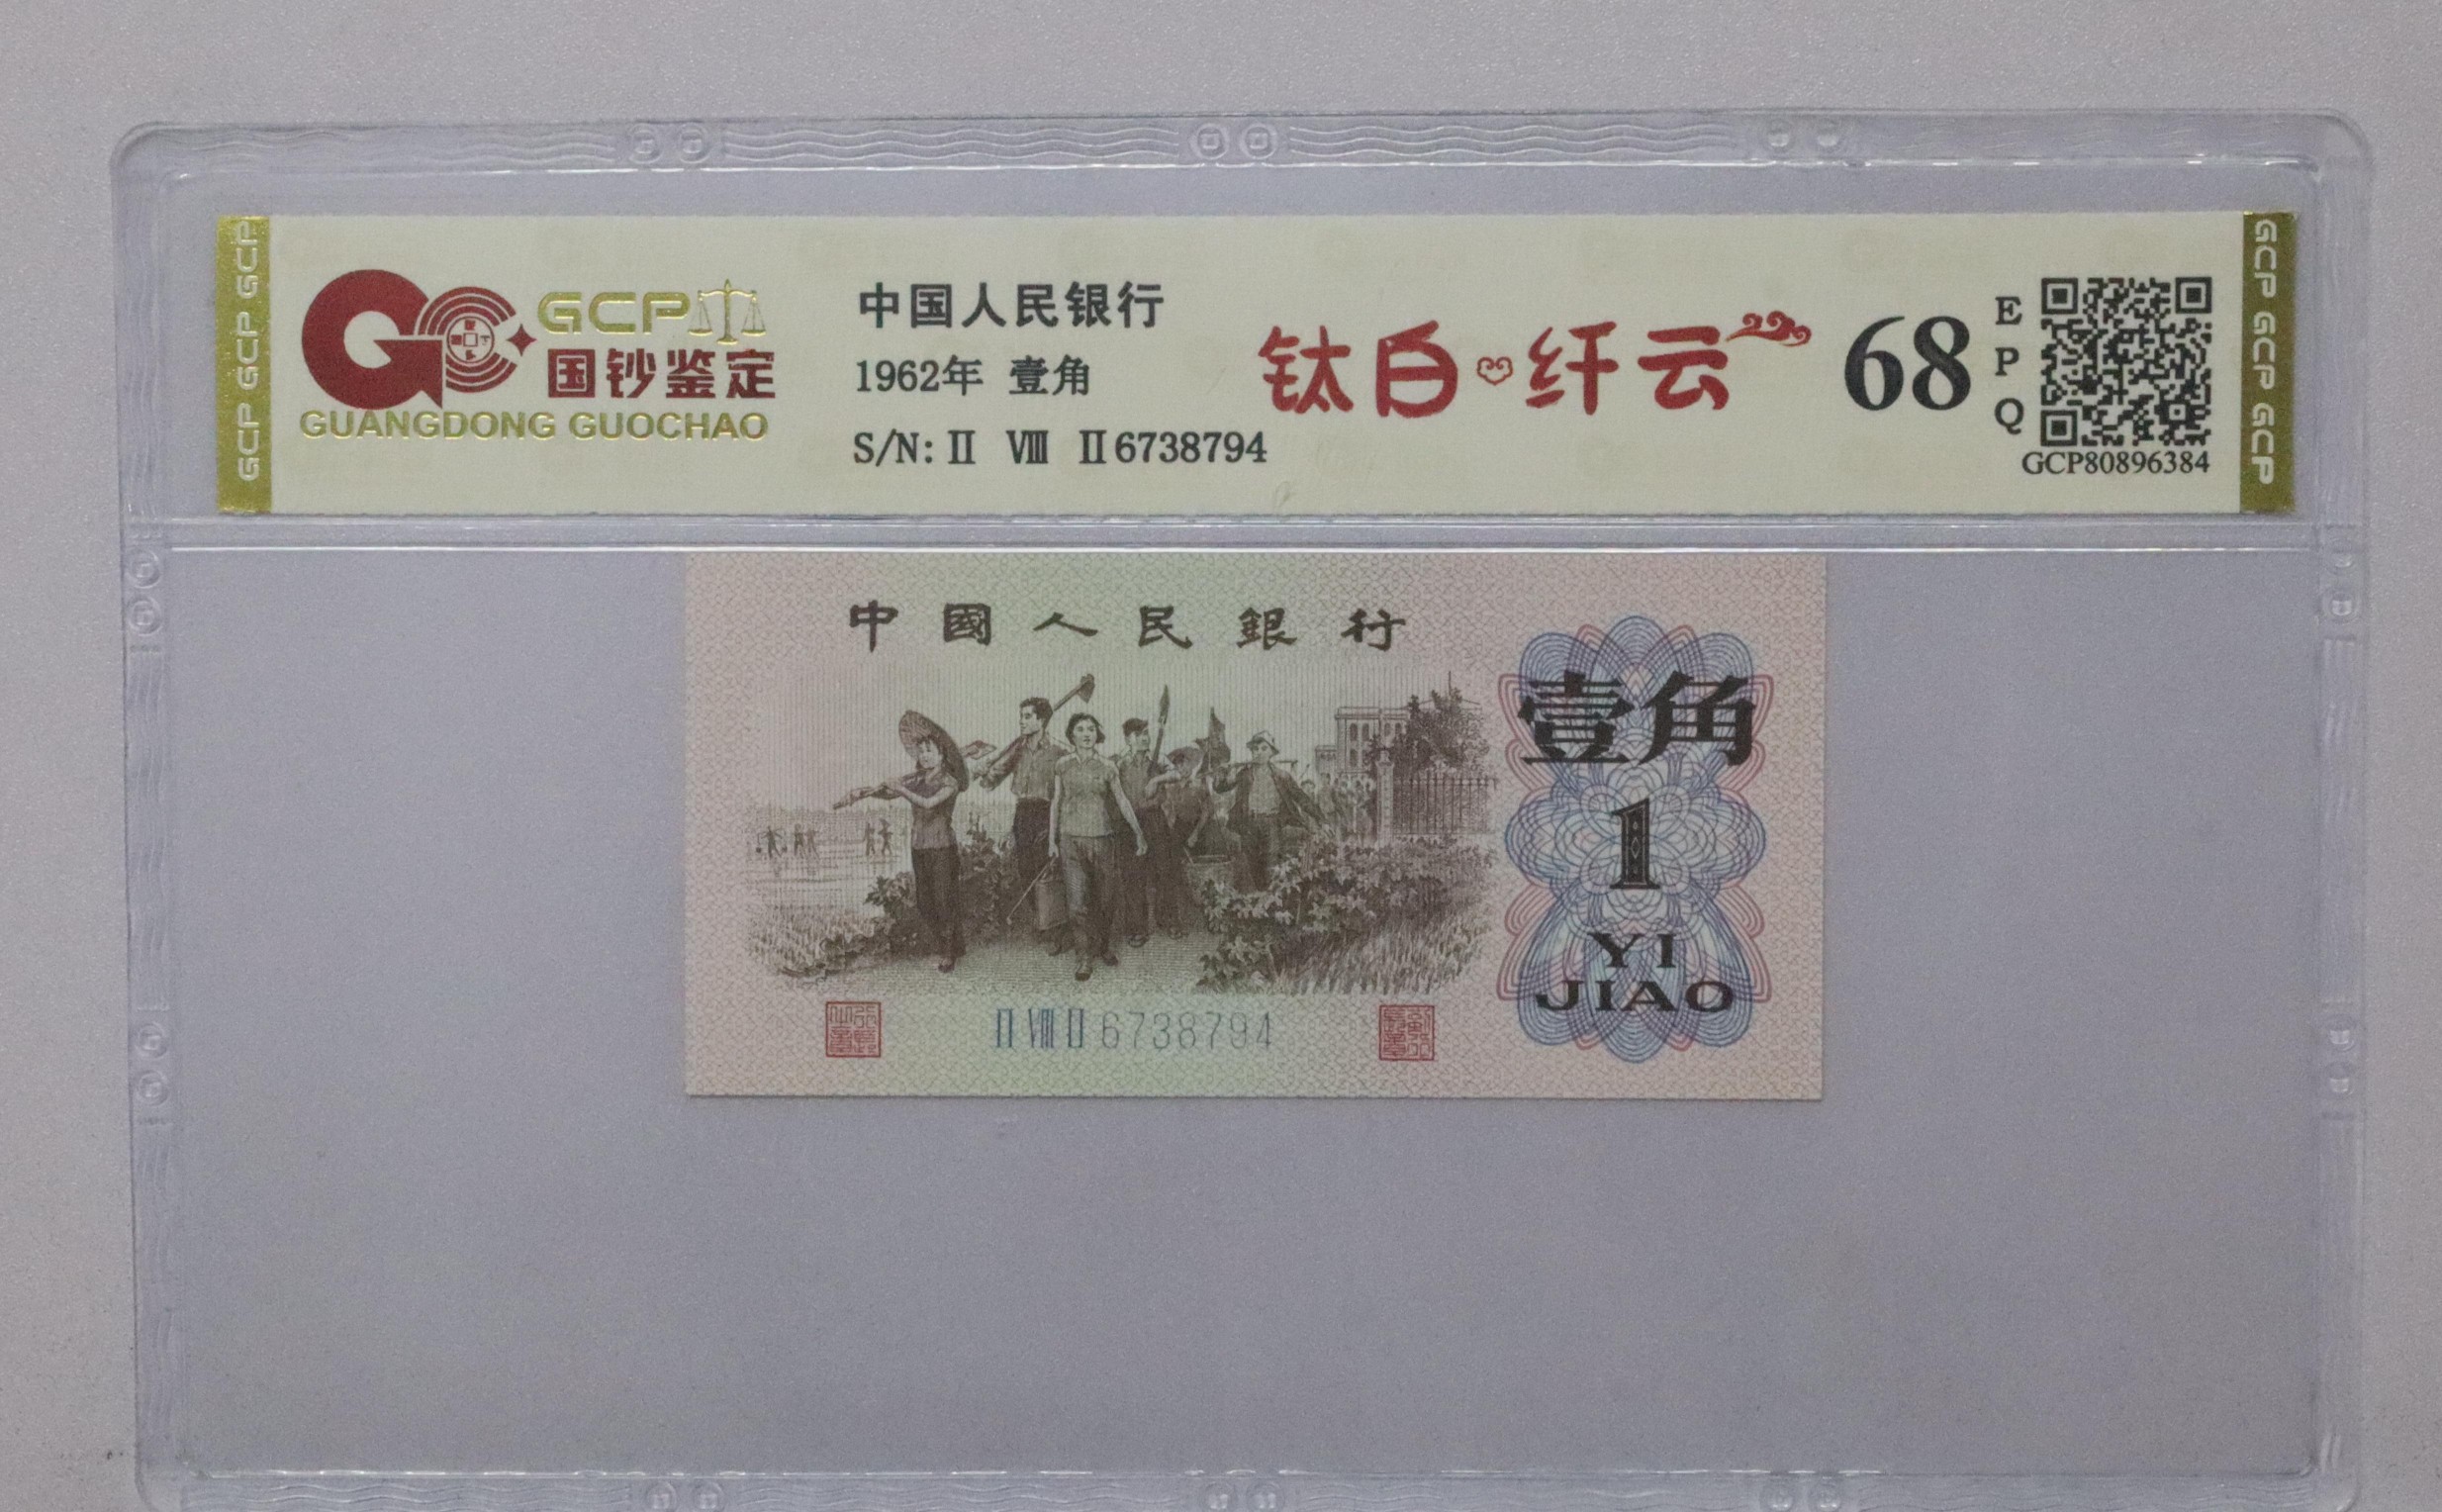 GCP GCP GCP
GCP
国钞鉴定
GUANGDONG GUOCHAO
中国人民银行
1962年 壹角
S/N: Ⅱ Ⅷ Ⅱ6738794
钛白 纤云
68
EPQ
GCP80896384
GCP GCP GCP
中國人民銀行
壹角
1
YI
JIAO
Ⅱ Ⅷ Ⅱ 6738794